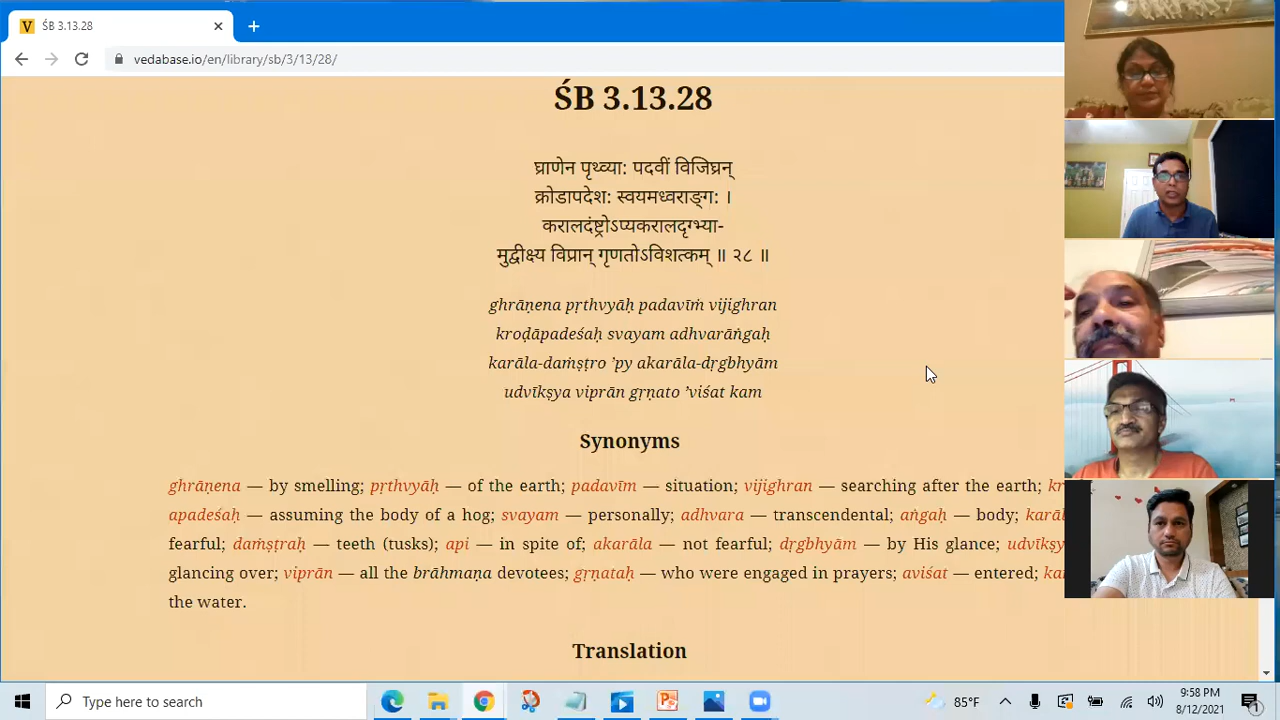 ŚB 3.13.28
vedabase.io/en/library/sb/3/13/28/
ŚB 3.13.28
घ्राणेन पृथ्व्या: पदवीं विजिघ्रन्
क्रोडापदेश: स्वयमध्वराङ्ग: ।
करालदंष्ट्रोऽप्यकरालद‍ृग्भ्या-
मुद्वीक्ष्य विप्रान् गृणतोऽविशत्कम् ॥ २८ ॥
ghrāṇena pṛthvyāḥ padavīṁ vijighran
kroḍāpadeśaḥ svayam adhvarāṅgaḥ
karāla-daṁṣṭro ’py akarāla-dṛgbhyām
udvīkṣya viprān gṛṇato ’viśat kam
Synonyms
ghrāṇena — by smelling; pṛthvyāḥ — of the earth; padavīm — situation; vijighran — searching after the earth; kr
apadeśaḥ — assuming the body of a hog; svayam — personally; adhvara — transcendental; aṅgaḥ — body; karāl
fearful; daṁṣṭraḥ — teeth (tusks); api — in spite of; akarāla — not fearful; dṛgbhyām — by His glance; udvīkṣy
glancing over; viprān — all the brāhmaṇa devotees; gṛṇataḥ — who were engaged in prayers; aviśat — entered; ka
the water.
Translation
Type here to search
85°F
9:58 PM
8/12/2021